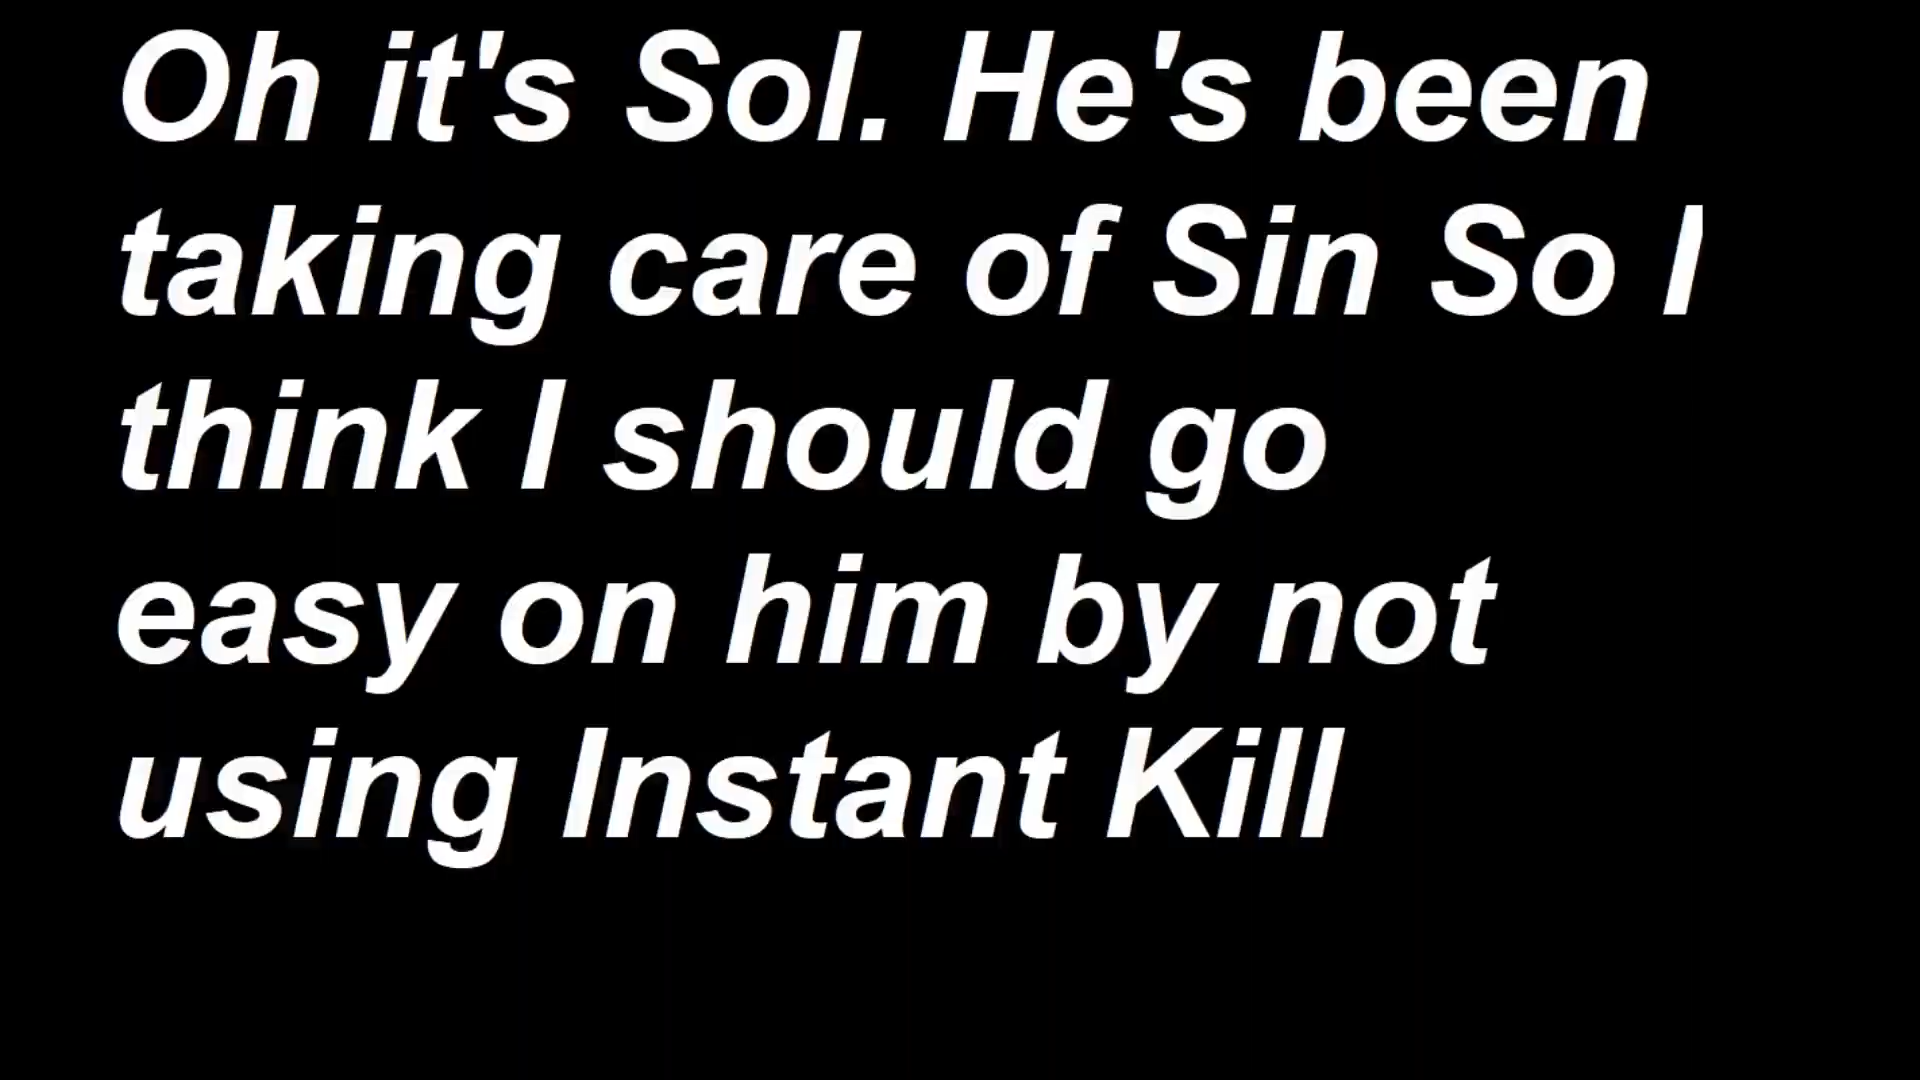 Oh it's Sol. He's been
taking care of Sin So I
think I should go
easy on him by not
using Instant Kill